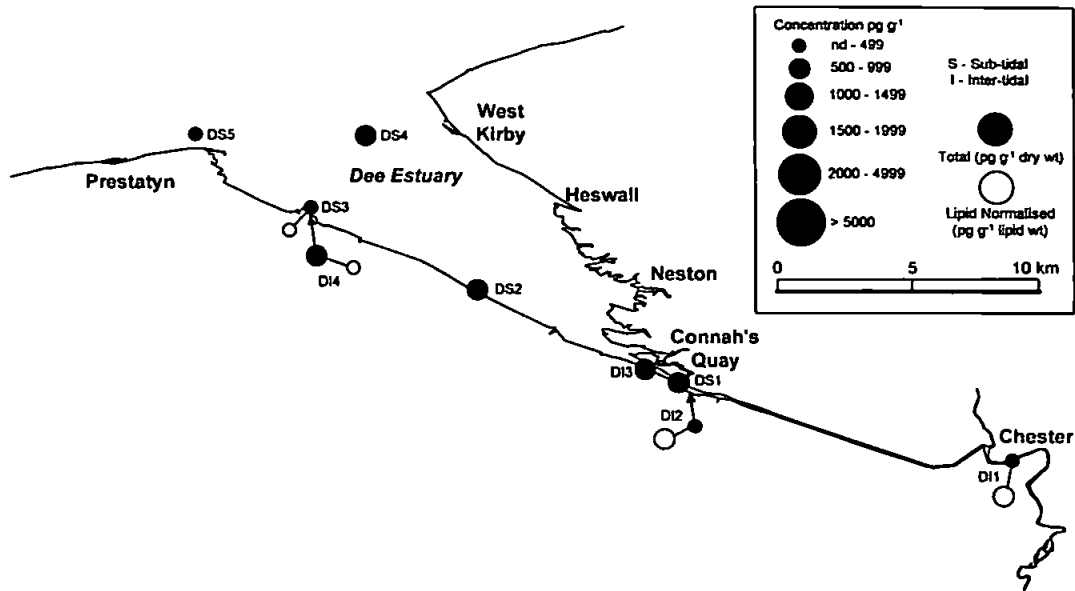 Concentration pg g⁻¹
nd - 499
500 - 999
1000 - 1499
1500 - 1999
2000 - 4999
> 5000
S - Sub-tidal
I - Inter-tidal
Total (pg g⁻¹ dry wt)
Lipid Normalised
(pg g⁻¹ lipid wt)
0 5 10 km
West
Kirby
DS5
DS4
Prestatyn
Dee Estuary
Heswall
DS3
DI4
Neston
DS2
Connah's
Quay
DI3
DS1
DI2
Chester
DI1